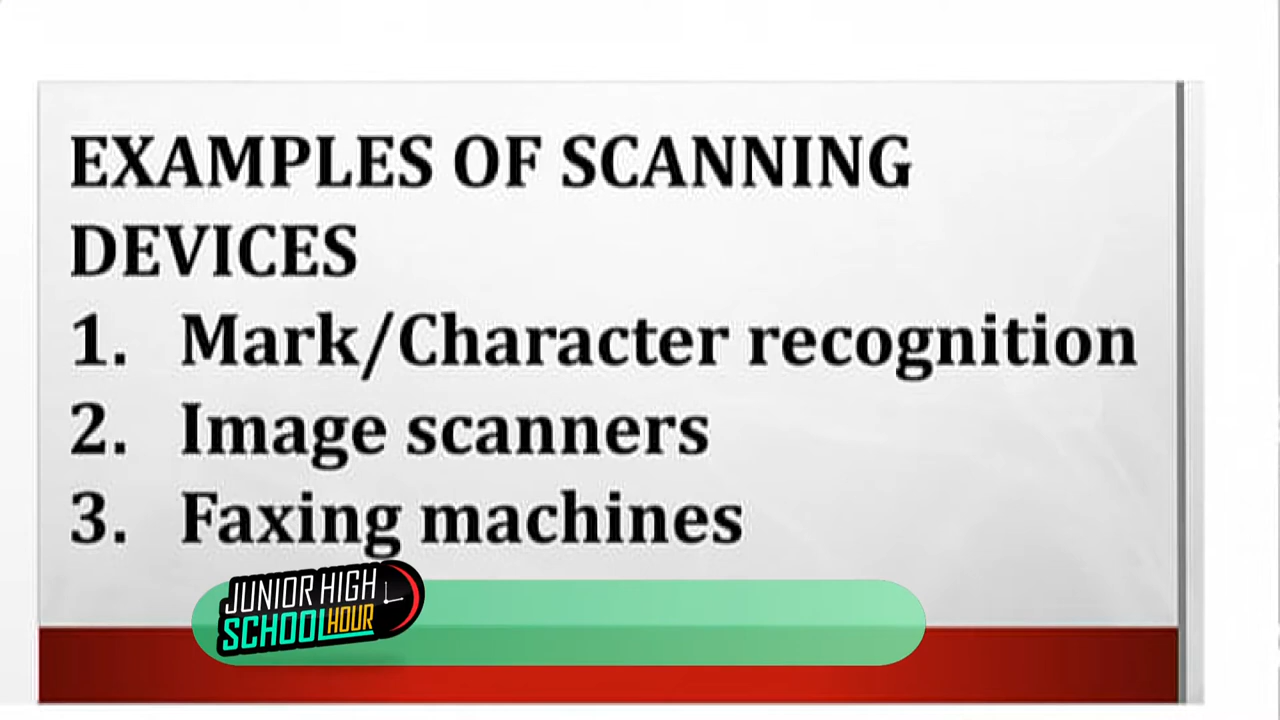 EXAMPLES OF SCANNING
DEVICES
1. Mark/Character recognition
2. Image scanners
3. Faxing machines
JUNIOR HIGH
SCHOOL HOUR